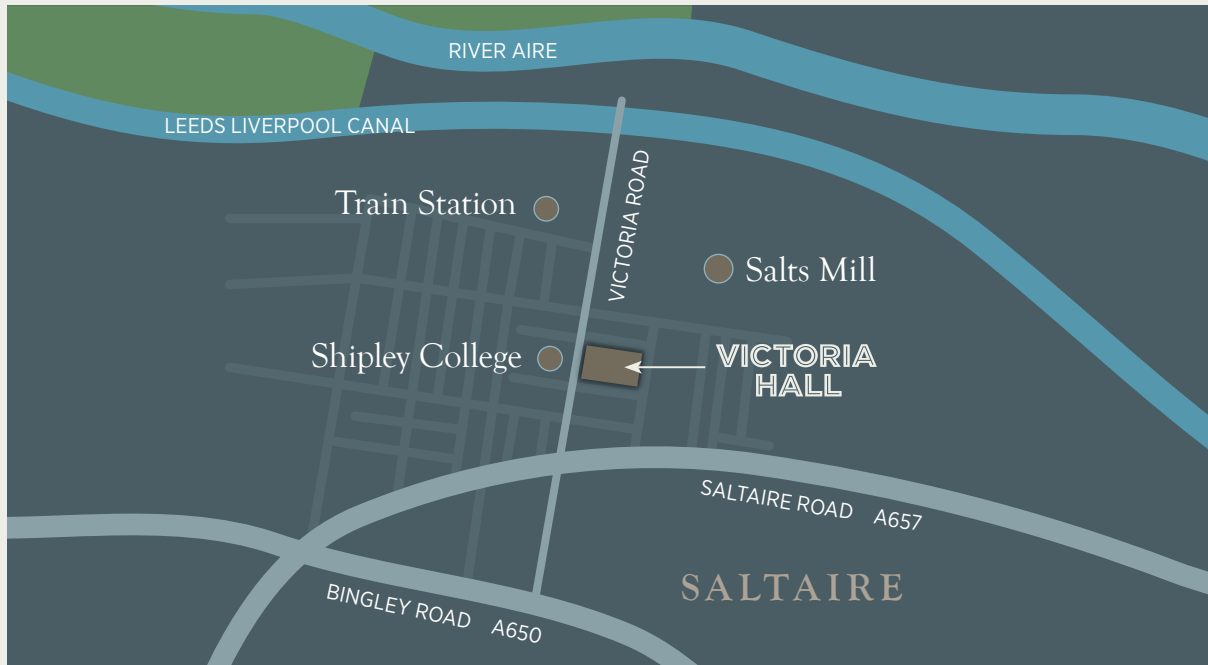 RIVER AIRE
LEEDS LIVERPOOL CANAL
VICTORIA ROAD
Train Station
Salts Mill
Shipley College
VICTORIA
HALL
SALTAIRE ROAD A657
SALTAIRE
BINGLEY ROAD A650